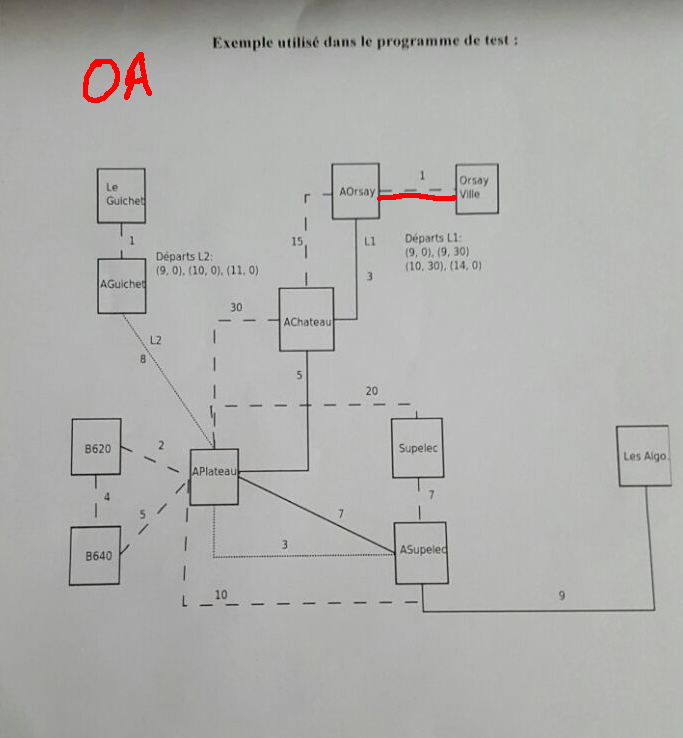 Exemple utilisé dans le programme de test :
OA
Le
Guichet
AOrsay
1
Orsay
Ville
1
15
L1
Départs L1:
(9, 0), (9, 30)
(10, 30), (14, 0)
Départs L2:
(9, 0), (10, 0), (11, 0)
AGuichet
3
30
AChateau
L2
8
5
20
B620
2
APlateau
Supelec
Les Algo.
4
5
7
7
B640
3
ASupelec
10
9